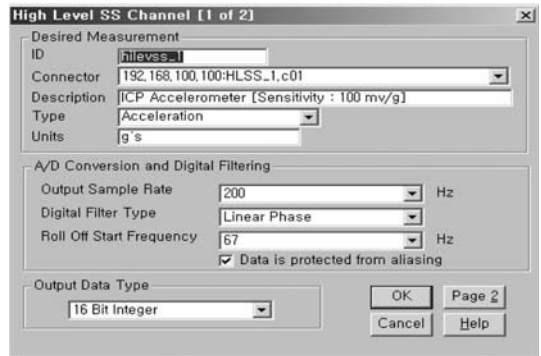 High Level SS Channel [1 of 2]
Desired Measurement
ID hilevss_1
Connector 192,168,100,100:HLSS_1,c01
Description ICP Accelerometer [Sensitivity : 100 mv/g]
Type Acceleration
Units g's
A/D Conversion and Digital Filtering
Output Sample Rate 200 Hz
Digital Filter Type Linear Phase
Roll Off Start Frequency 67 Hz
Data is protected from aliasing
Output Data Type
16 Bit Integer
OK Page 2
Cancel Help